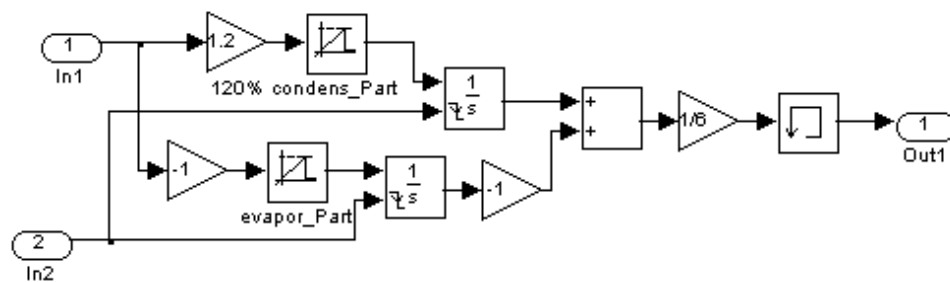 1
In1
1.2
120% condens_Part
1
s
+
+
1/6
1
Out1
-1
evapor_Part
1
s
-1
2
In2